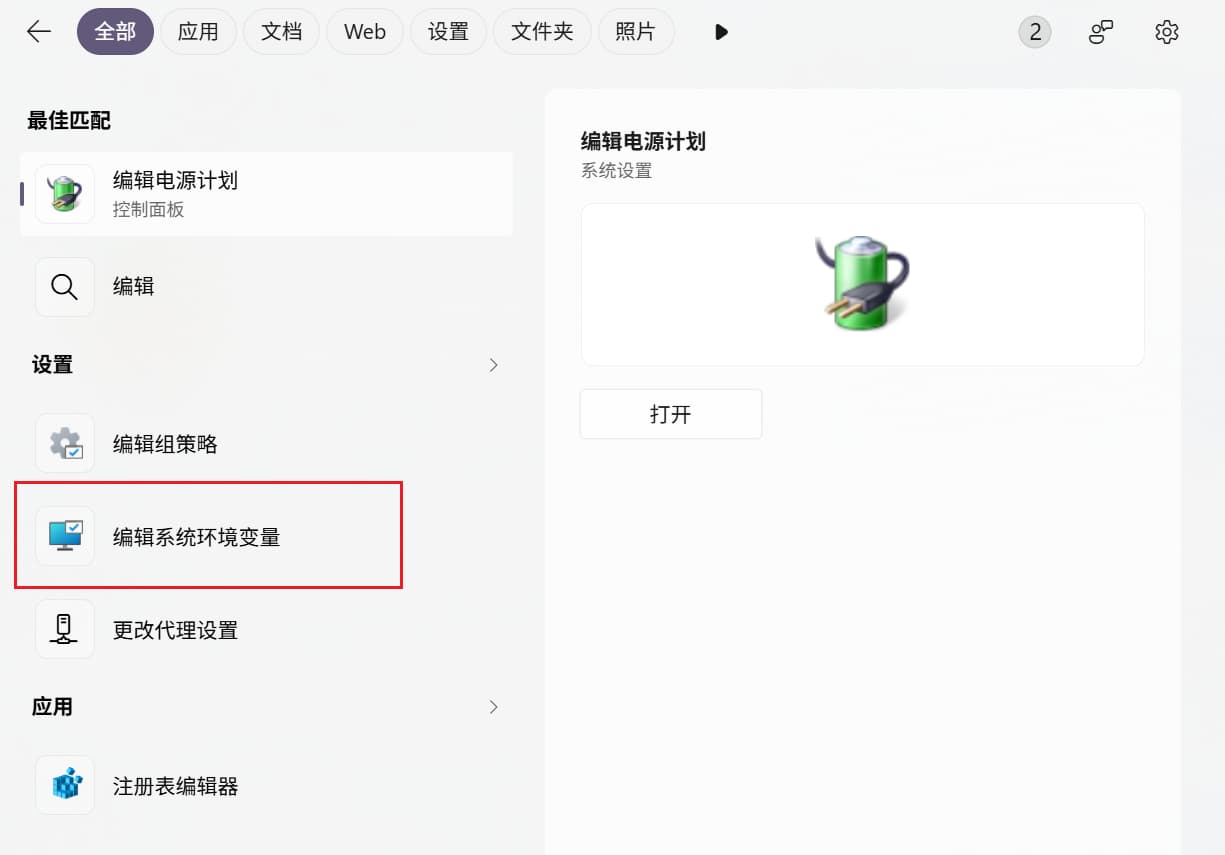 全部 应用 文档 Web 设置 文件夹 照片 2
最佳匹配
编辑电源计划
控制面板
编辑
设置
编辑组策略
编辑系统环境变量
更改代理设置
应用
注册表编辑器
编辑电源计划
系统设置
打开